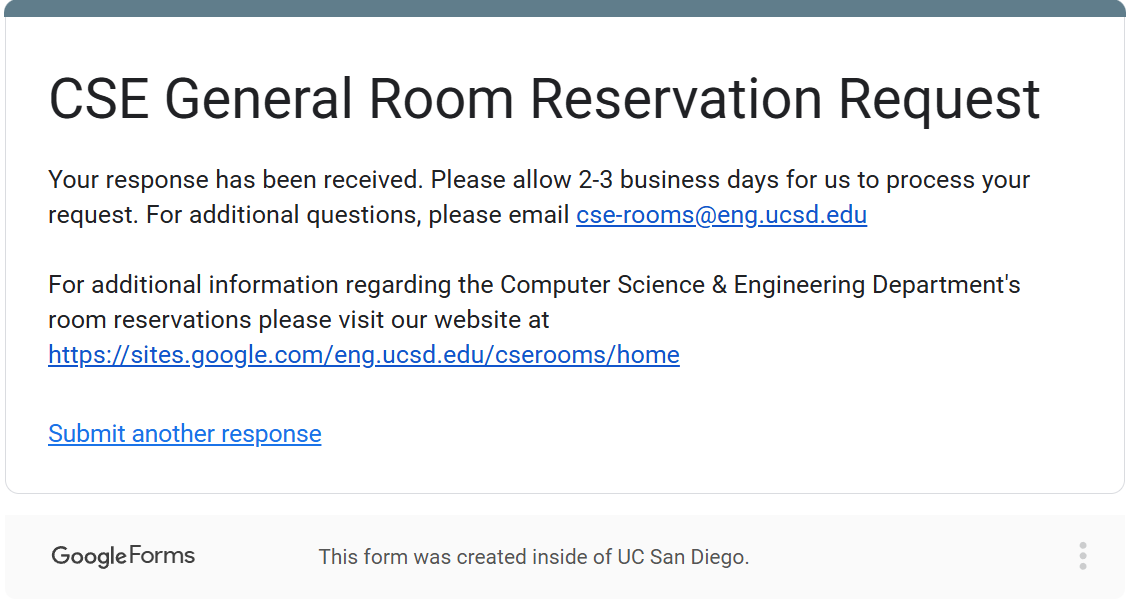 CSE General Room Reservation Request
Your response has been received. Please allow 2-3 business days for us to process your
request. For additional questions, please email cse-rooms@eng.ucsd.edu
For additional information regarding the Computer Science & Engineering Department's
room reservations please visit our website at
https://sites.google.com/eng.ucsd.edu/cserooms/home
Submit another response
Google Forms This form was created inside of UC San Diego.